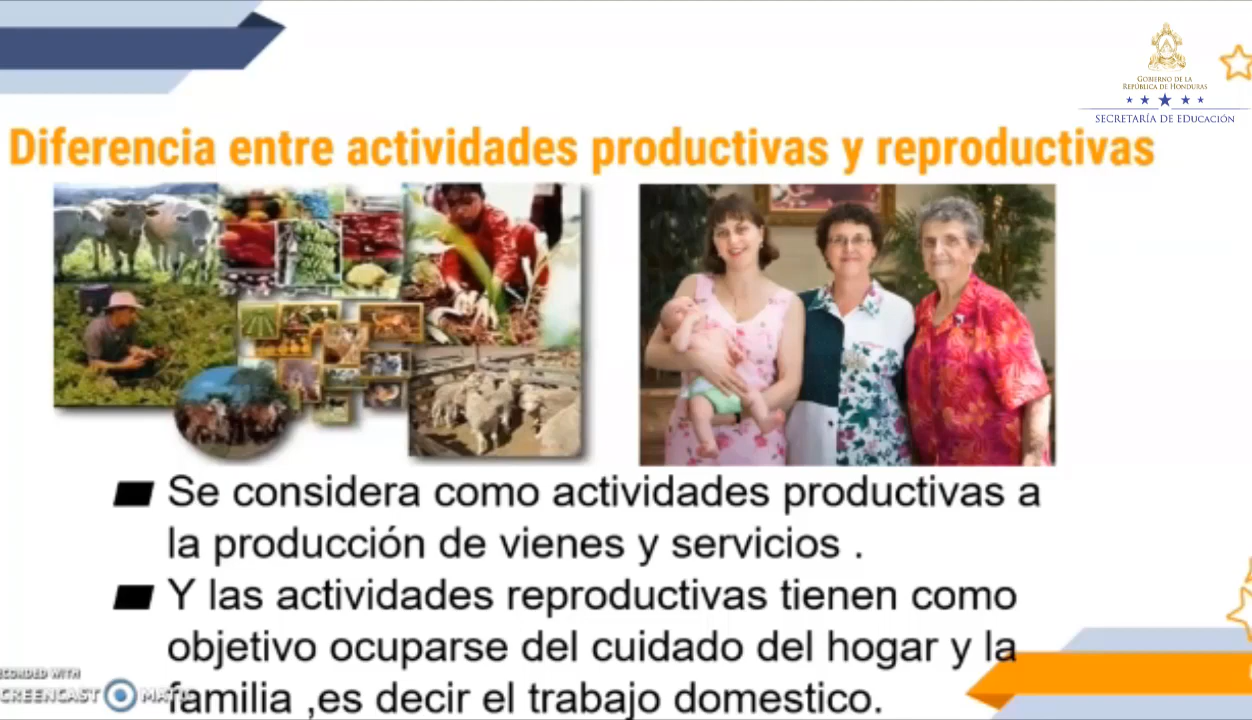 GOBIERNO DE LA
REPÚBLICA DE HONDURAS
SECRETARÍA DE EDUCACIÓN
Diferencia entre actividades productivas y reproductivas
Se considera como actividades productivas a
la producción de vienes y servicios .
Y las actividades reproductivas tienen como
objetivo ocuparse del cuidado del hogar y la
familia ,es decir el trabajo domestico.
RECORDED WITH
SCREENCAST MATIC